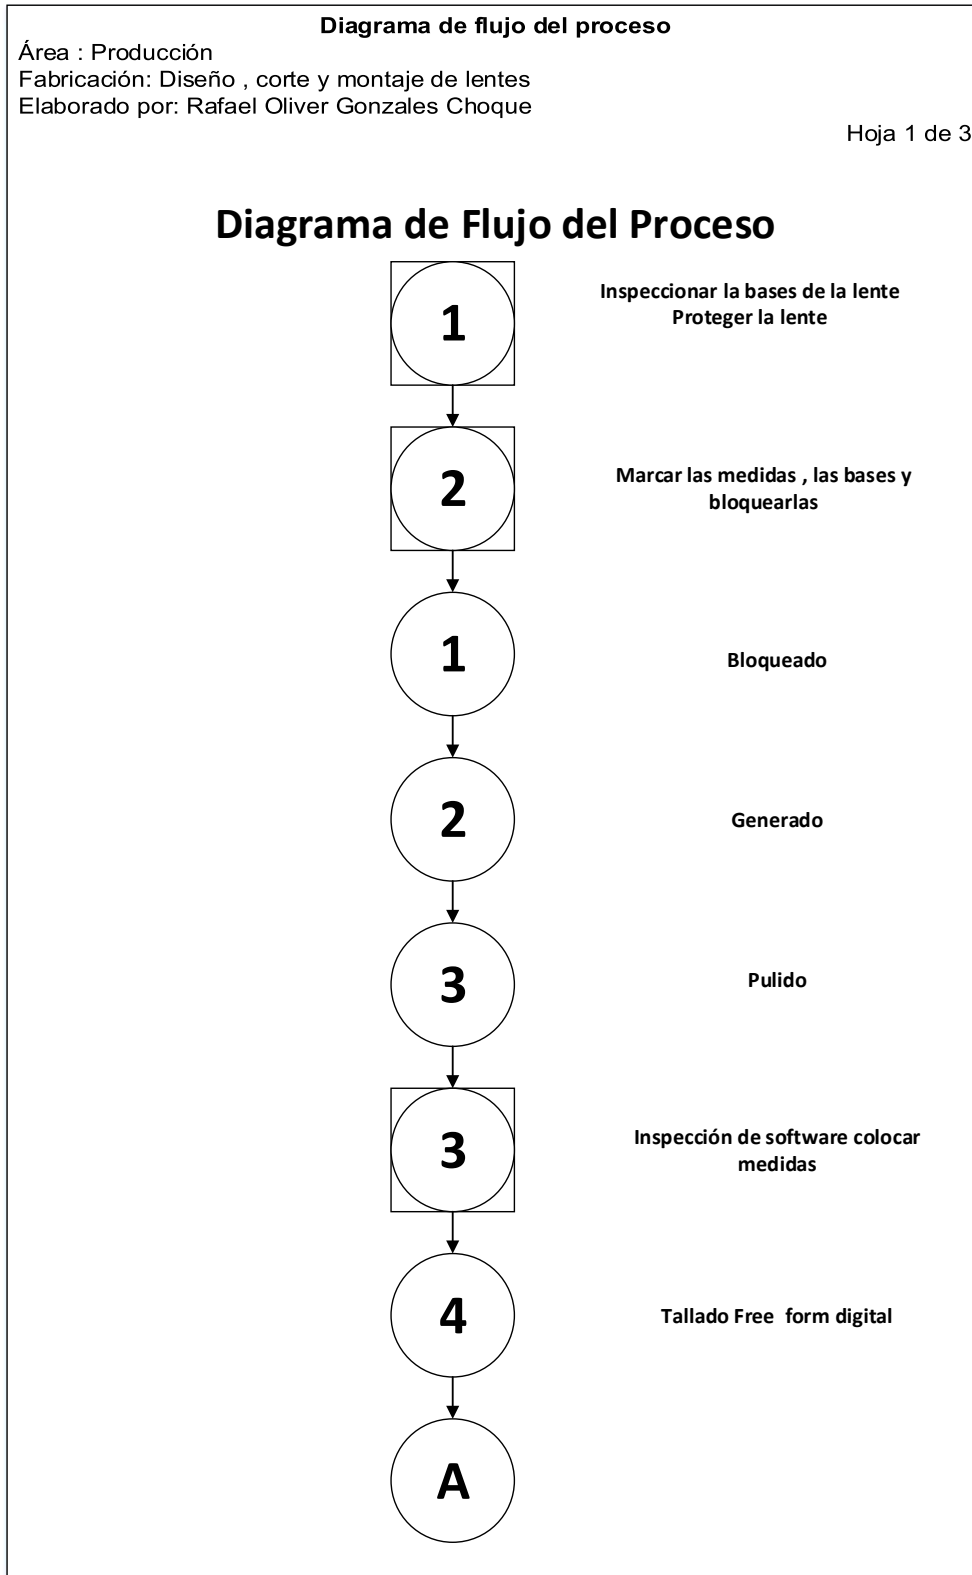 Diagrama de flujo del proceso
Área : Producción
Fabricación: Diseño , corte y montaje de lentes
Elaborado por: Rafael Oliver Gonzales Choque
Hoja 1 de 3
Diagrama de Flujo del Proceso
1
Inspeccionar la bases de la lente
Proteger la lente
2
Marcar las medidas , las bases y
bloquearlas
1
Bloqueado
2
Generado
3
Pulido
3
Inspección de software colocar
medidas
4
Tallado Free form digital
A